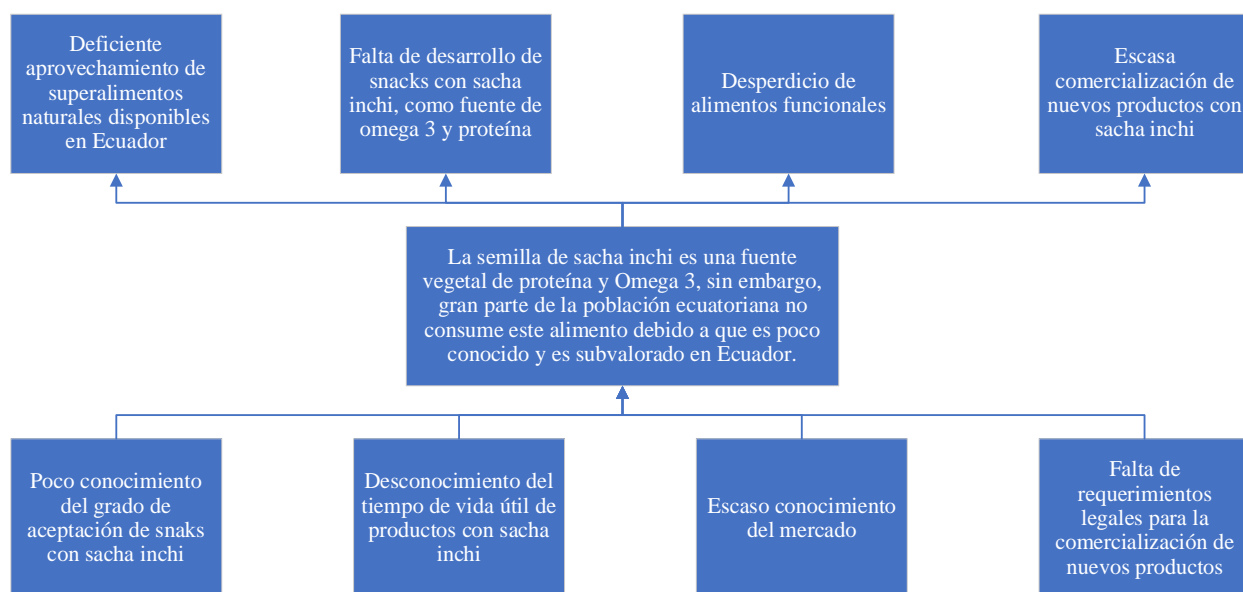 Deficiente
aprovechamiento de
superalimentos
naturales disponibles
en Ecuador
Falta de desarrollo de
snacks con sacha
inchi, como fuente de
omega 3 y proteína
Desperdicio de
alimentos funcionales
Escasa
comercialización de
nuevos productos con
sacha inchi
La semilla de sacha inchi es una fuente
vegetal de proteína y Omega 3, sin embargo,
gran parte de la población ecuatoriana no
consume este alimento debido a que es poco
conocido y es subvalorado en Ecuador.
Poco conocimiento
del grado de
aceptación de snaks
con sacha inchi
Desconocimiento del
tiempo de vida útil de
productos con sacha
inchi
Escaso conocimiento
del mercado
Falta de
requerimientos
legales para la
comercialización de
nuevos productos